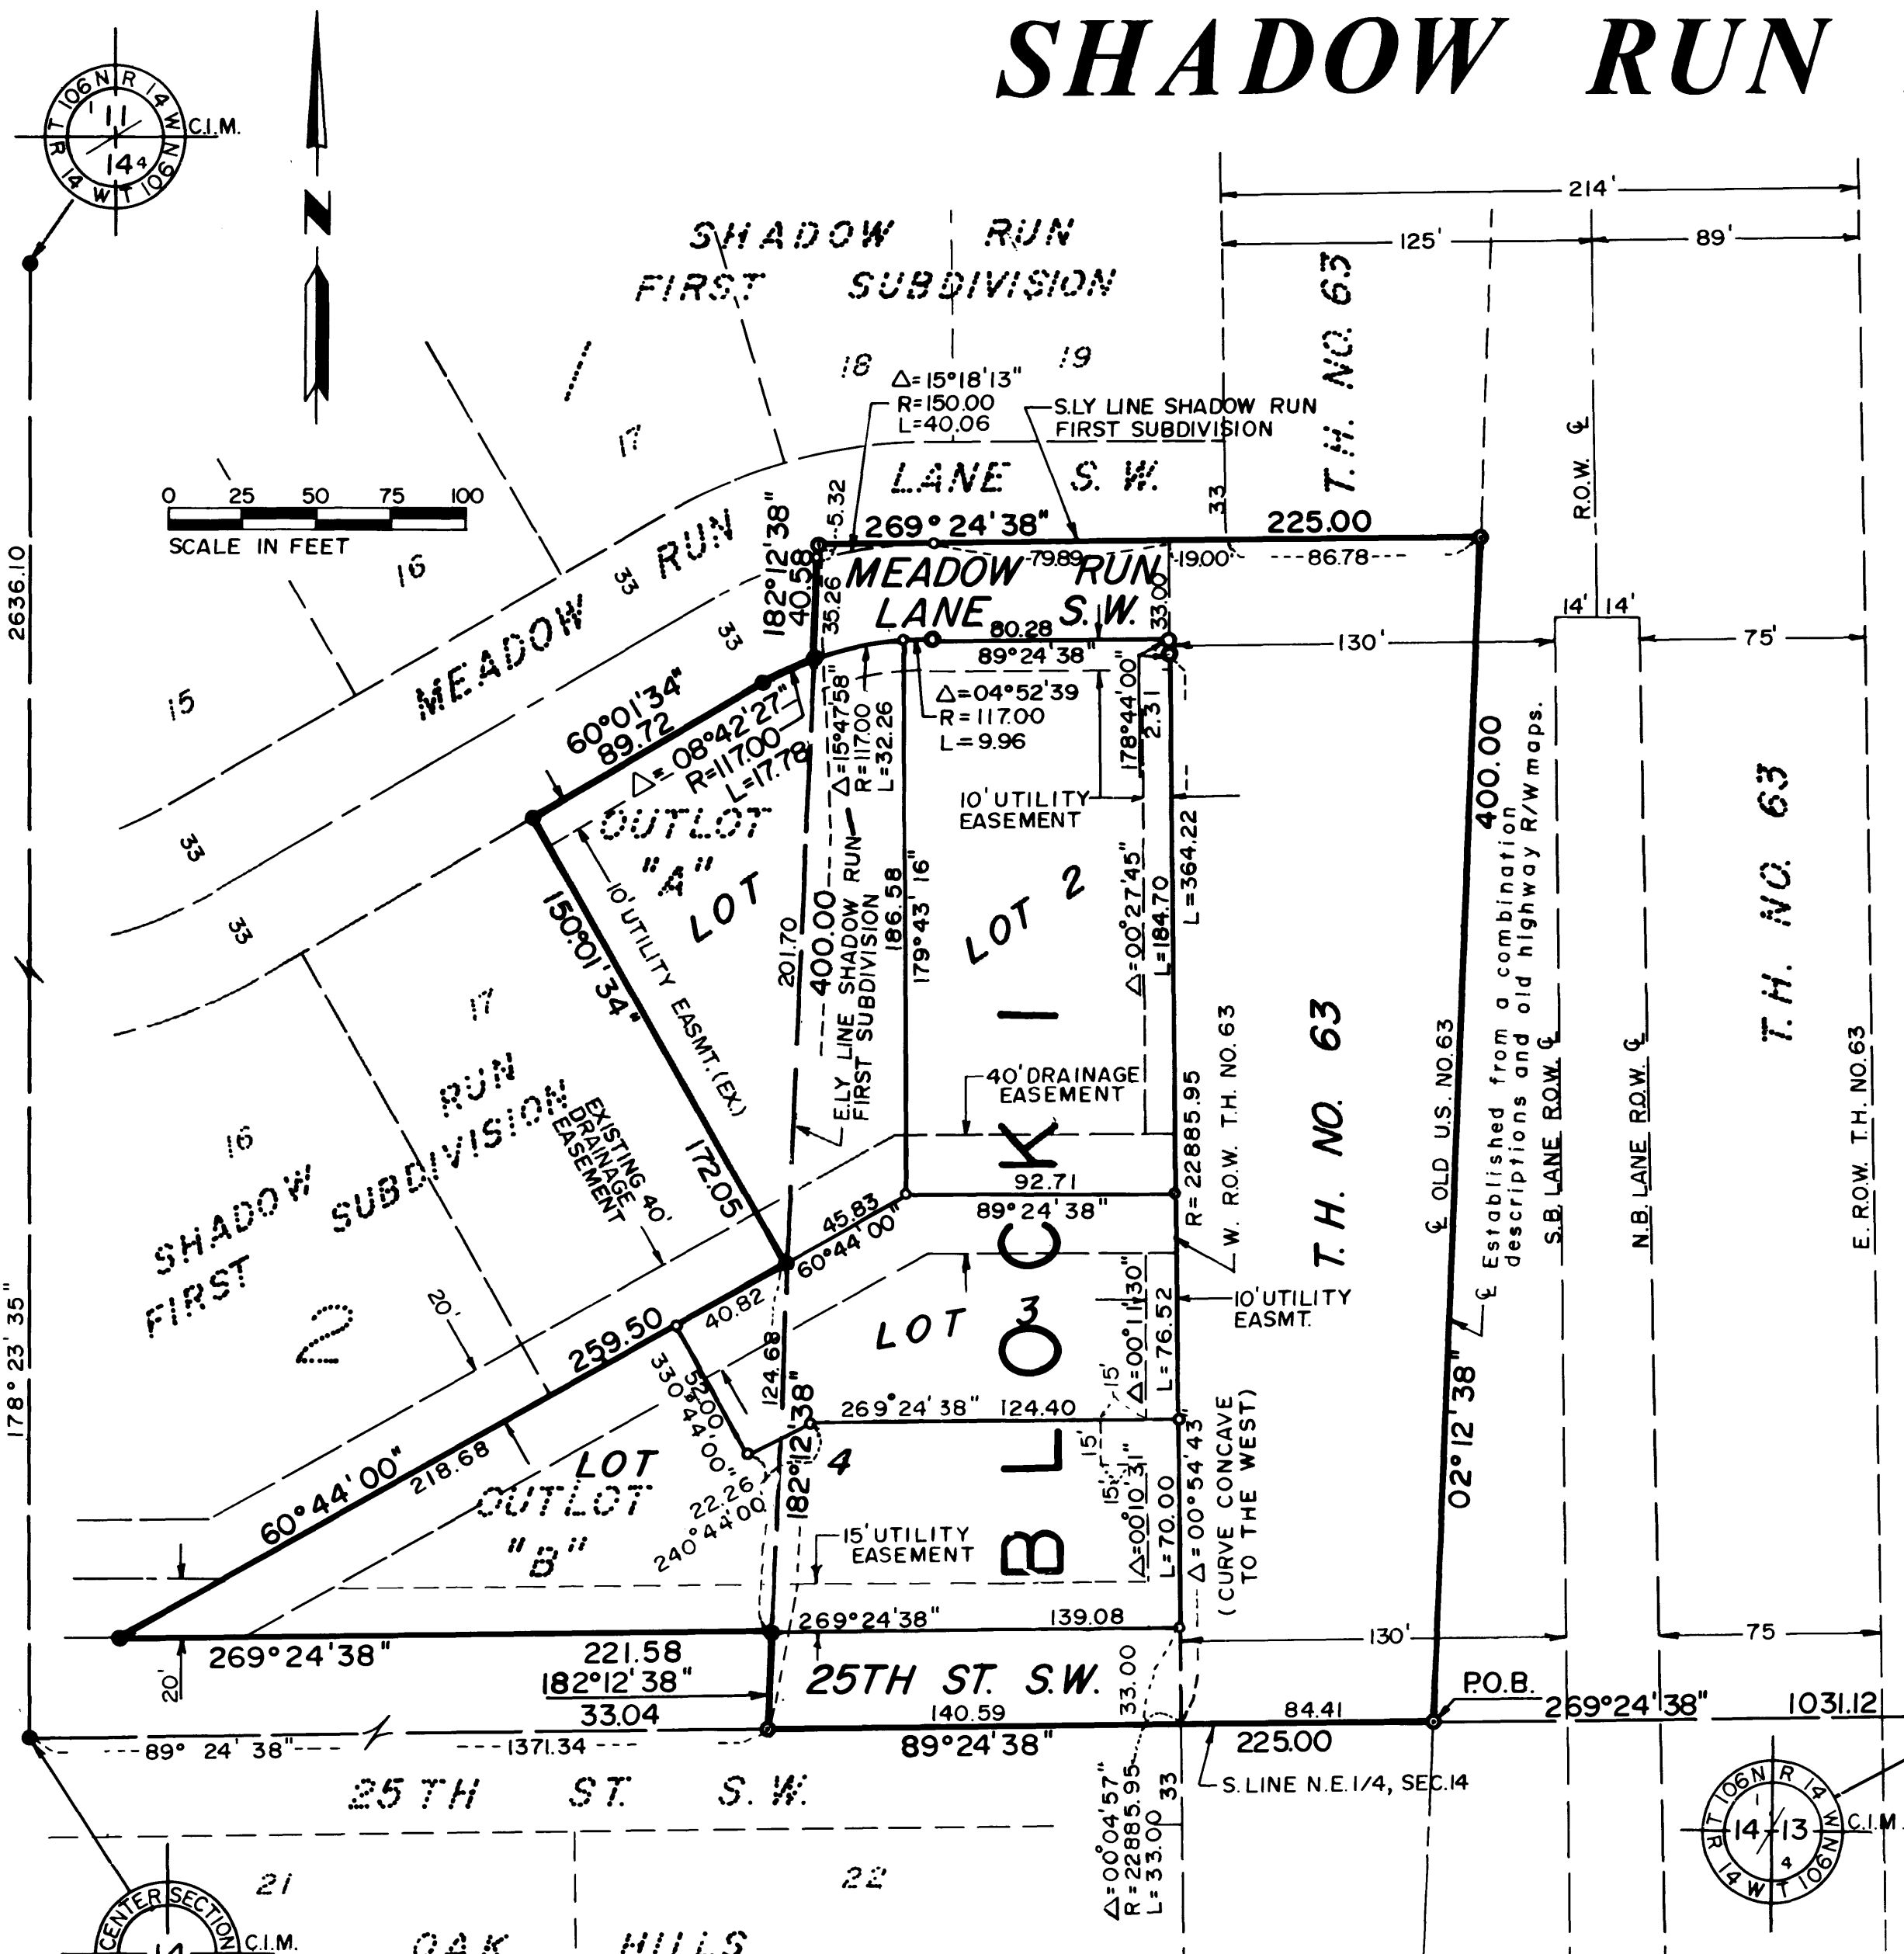 SHADOW RUN
T 106 N R 14 W
11
14
4
R 14 W T 106 N
C.I.M.
N
214'
125'
89'
SHADOW RUN
FIRST SUBDIVISION
1
18
19
17
16
15
Δ=15°18'13"
R=150.00
L=40.06
S.LY LINE SHADOW RUN
FIRST SUBDIVISION
T.H. NO. 63
R.O.W. ℄
0 25 50 75 100
SCALE IN FEET
2636.10
MEADOW RUN LANE S.W.
33
33
33
33
33
182°12'38"
40.58
5.32
35.26
269°24'38"
225.00
79.89
19.00
86.78
MEADOW RUN
LANE S.W.
33.00
80.28
89°24'38"
14' 14'
130'
75'
60°01'34"
89.72
Δ=08°42'27"
R=117.00
L=17.78
Δ=15°47'58"
R=117.00
L=32.26
Δ=04°52'39
R=117.00
L=9.96
178°44'00"
2.31
10' UTILITY
EASEMENT
OUTLOT
"A"
LOT
10' UTILITY EASMT. (EX.)
150°01'34"
172.05
201.70
400.00
E.LY LINE SHADOW RUN
FIRST SUBDIVISION
186.58
179°43'16"
LOT 2
Δ=00°27'45"
L=184.70
L=364.22
R=22885.95
W. R.O.W. T.H. NO. 63
T.H. NO. 63
400.00
02°12'38"
℄ OLD U.S. NO. 63
℄ Established from a combination
descriptions and old highway R/W maps.
S.B. LANE R.O.W. ℄
N.B. LANE R.O.W. ℄
T.H. NO. 63
E. R.O.W. T.H. NO. 63
17
16
SHADOW RUN
FIRST SUBDIVISION
2
EXISTING 40'
DRAINAGE
EASEMENT
20'
40' DRAINAGE
EASEMENT
BLOCK 1
92.71
89°24'38"
45.83
60°44'00"
259.50
40.82
LOT 3
Δ=00°11'30"
L=76.52
10' UTILITY
EASMT.
124.68
182°12'38"
52.00
330°44'00"
22.26
240°44'00
269°24'38" 124.40
15'
15'
15'
60°44'00"
218.68
LOT 4
OUTLOT
"B"
15' UTILITY
EASEMENT
Δ=00°10'31"
L=70.00
Δ=00°54'43"
(CURVE CONCAVE
TO THE WEST)
178°23'35"
269°24'38" 139.08
269°24'38" 221.58
20'
182°12'38"
33.04
25TH ST. S.W.
33.00
130'
75
P.O.B.
140.59
84.41
89°24'38"
225.00
269°24'38" 1031.12
89°24'38" 1371.34
S. LINE N.E. 1/4, SEC. 14
25TH ST. S.W.
Δ=00°04'57"
R=22885.95
L=33.00
33
T 106 N R 14 W
14 13
4
R 14 W T 106 N
C.I.M.
21
22
CENTER SECTION
14
C.I.M.
OAK HILLS